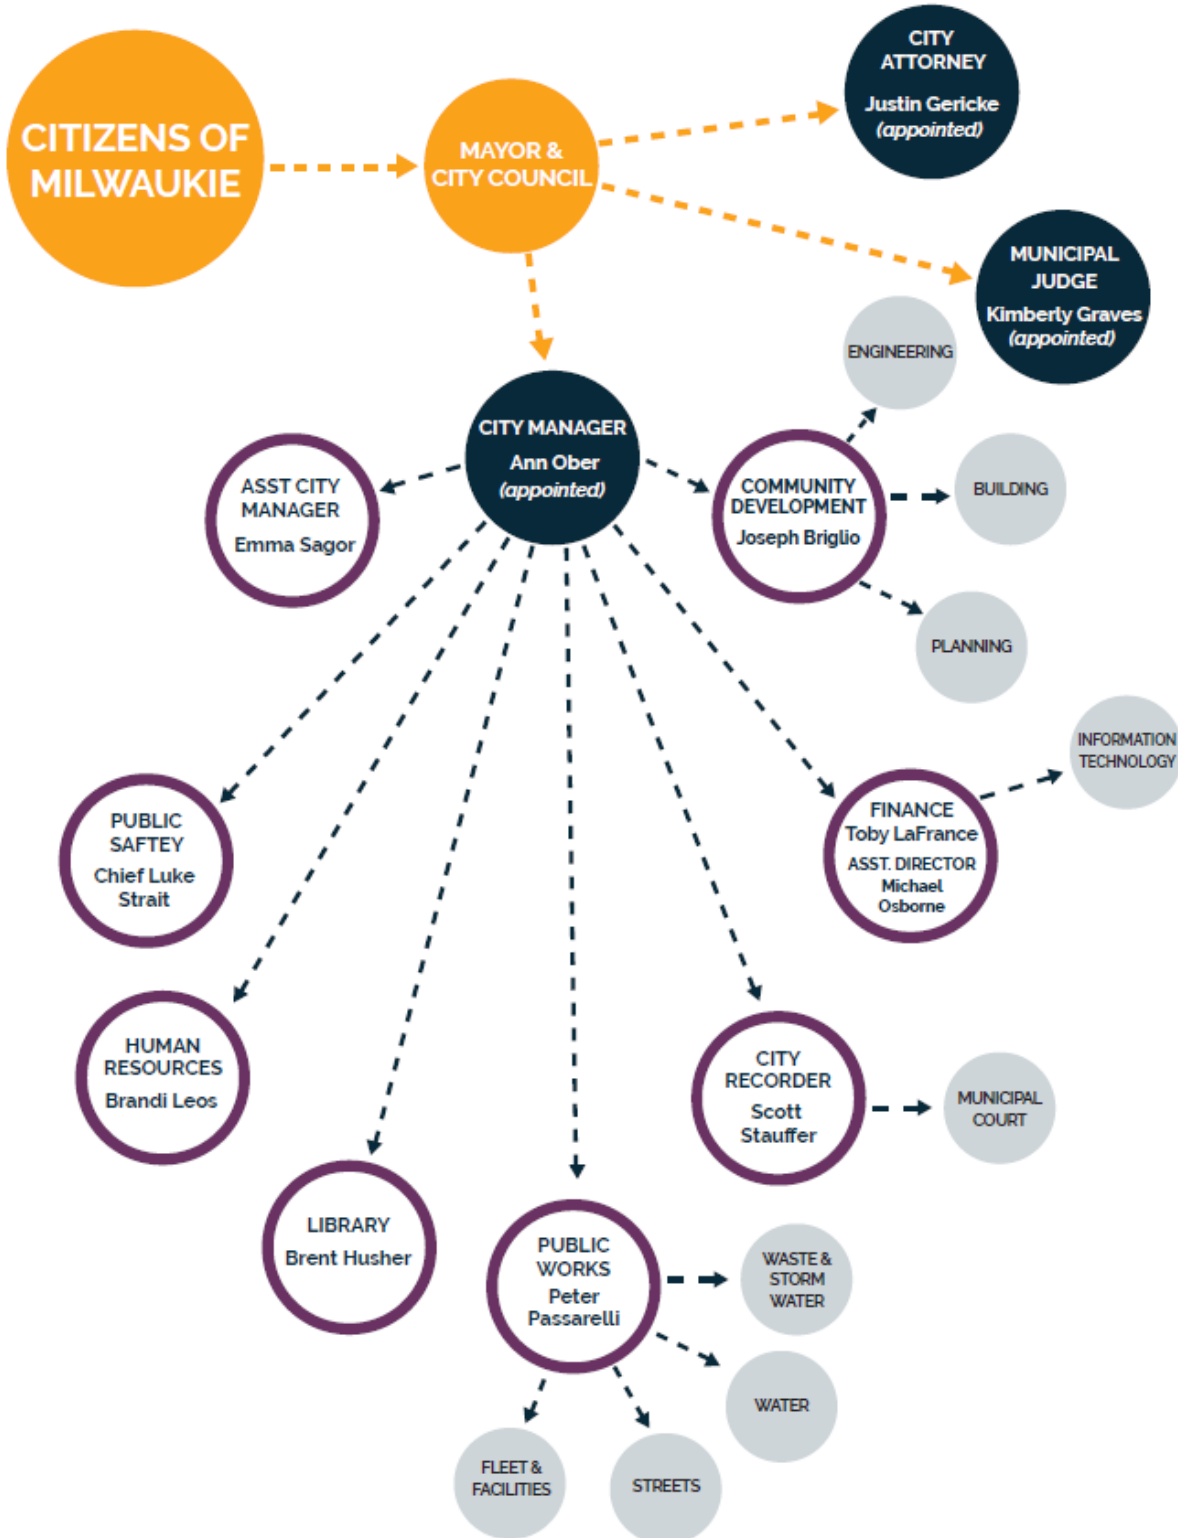 CITIZENS OF
MILWAUKIE
MAYOR &
CITY COUNCIL
CITY
ATTORNEY
Justin Gericke
(appointed)
MUNICIPAL
JUDGE
Kimberly Graves
(appointed)
CITY MANAGER
Ann Ober
(appointed)
ASST CITY
MANAGER
Emma Sagor
COMMUNITY
DEVELOPMENT
Joseph Briglio
ENGINEERING
BUILDING
PLANNING
INFORMATION
TECHNOLOGY
FINANCE
Toby LaFrance
ASST. DIRECTOR
Michael
Osborne
PUBLIC
SAFTEY
Chief Luke
Strait
HUMAN
RESOURCES
Brandi Leos
CITY
RECORDER
Scott
Stauffer
MUNICIPAL
COURT
LIBRARY
Brent Husher
PUBLIC
WORKS
Peter
Passarelli
WASTE &
STORM
WATER
WATER
STREETS
FLEET &
FACILITIES